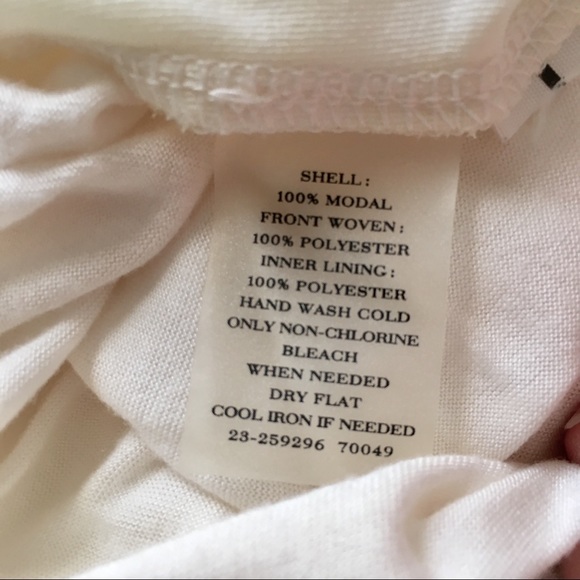 SHELL:
100% MODAL
FRONT WOVEN:
100% POLYESTER
INNER LINING:
100% POLYESTER
HAND WASH COLD
ONLY NON-CHLORINE
BLEACH
WHEN NEEDED
DRY FLAT
COOL IRON IF NEEDED
23-259296 70049